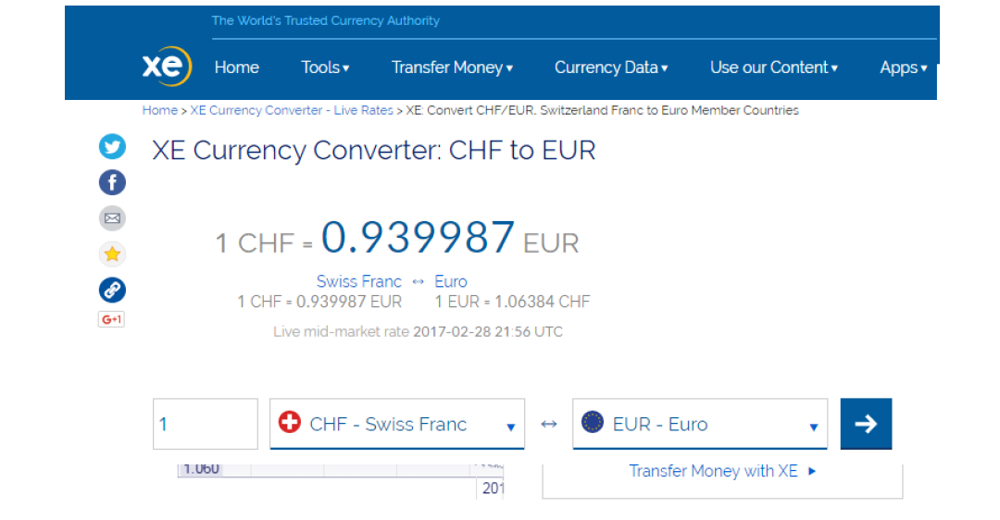 The World's Trusted Currency Authority
xe Home Tools Transfer Money Currency Data Use our Content Apps
Home > XE Currency Converter - Live Rates > XE: Convert CHF/EUR. Switzerland Franc to Euro Member Countries
XE Currency Converter: CHF to EUR
1 CHF = 0.939987 EUR
Swiss Franc ↔ Euro
1 CHF = 0.939987 EUR 1 EUR = 1.06384 CHF
Live mid-market rate 2017-02-28 21:56 UTC
G+1
1 CHF - Swiss Franc ↔ EUR - Euro
1.060
Transfer Money with XE
201